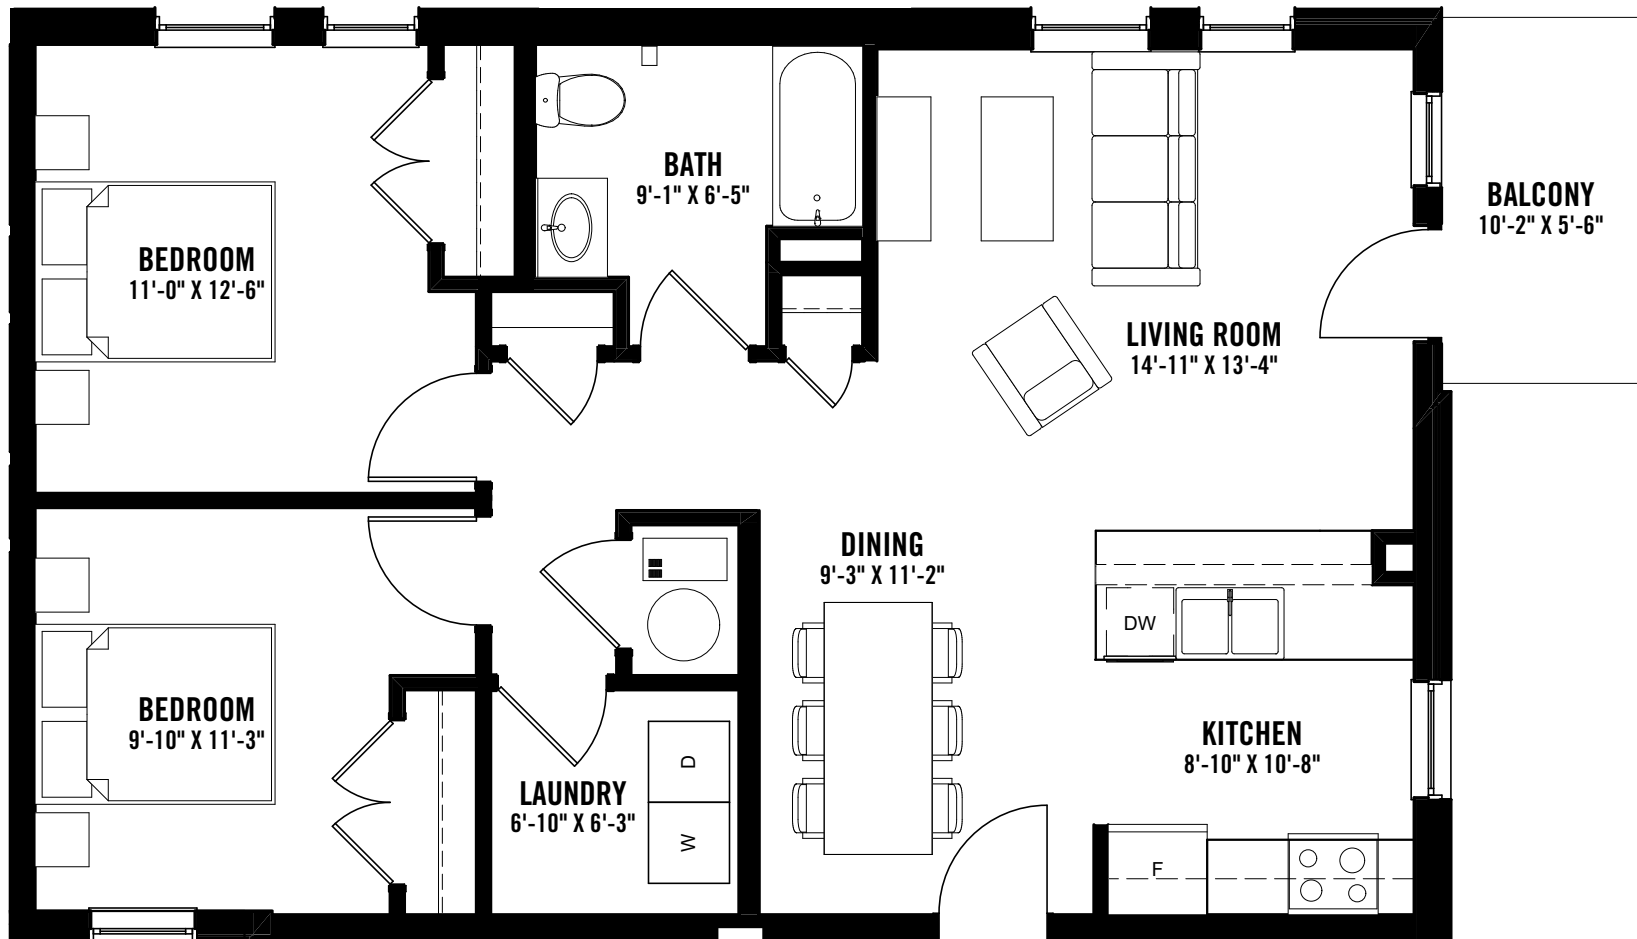 BATH
9'-1" X 6'-5"
BALCONY
10'-2" X 5'-6"
BEDROOM
11'-0" X 12'-6"
LIVING ROOM
14'-11" X 13'-4"
DINING
9'-3" X 11'-2"
DW
BEDROOM
9'-10" X 11'-3"
KITCHEN
8'-10" X 10'-8"
D
LAUNDRY
6'-10" X 6'-3"
W
F